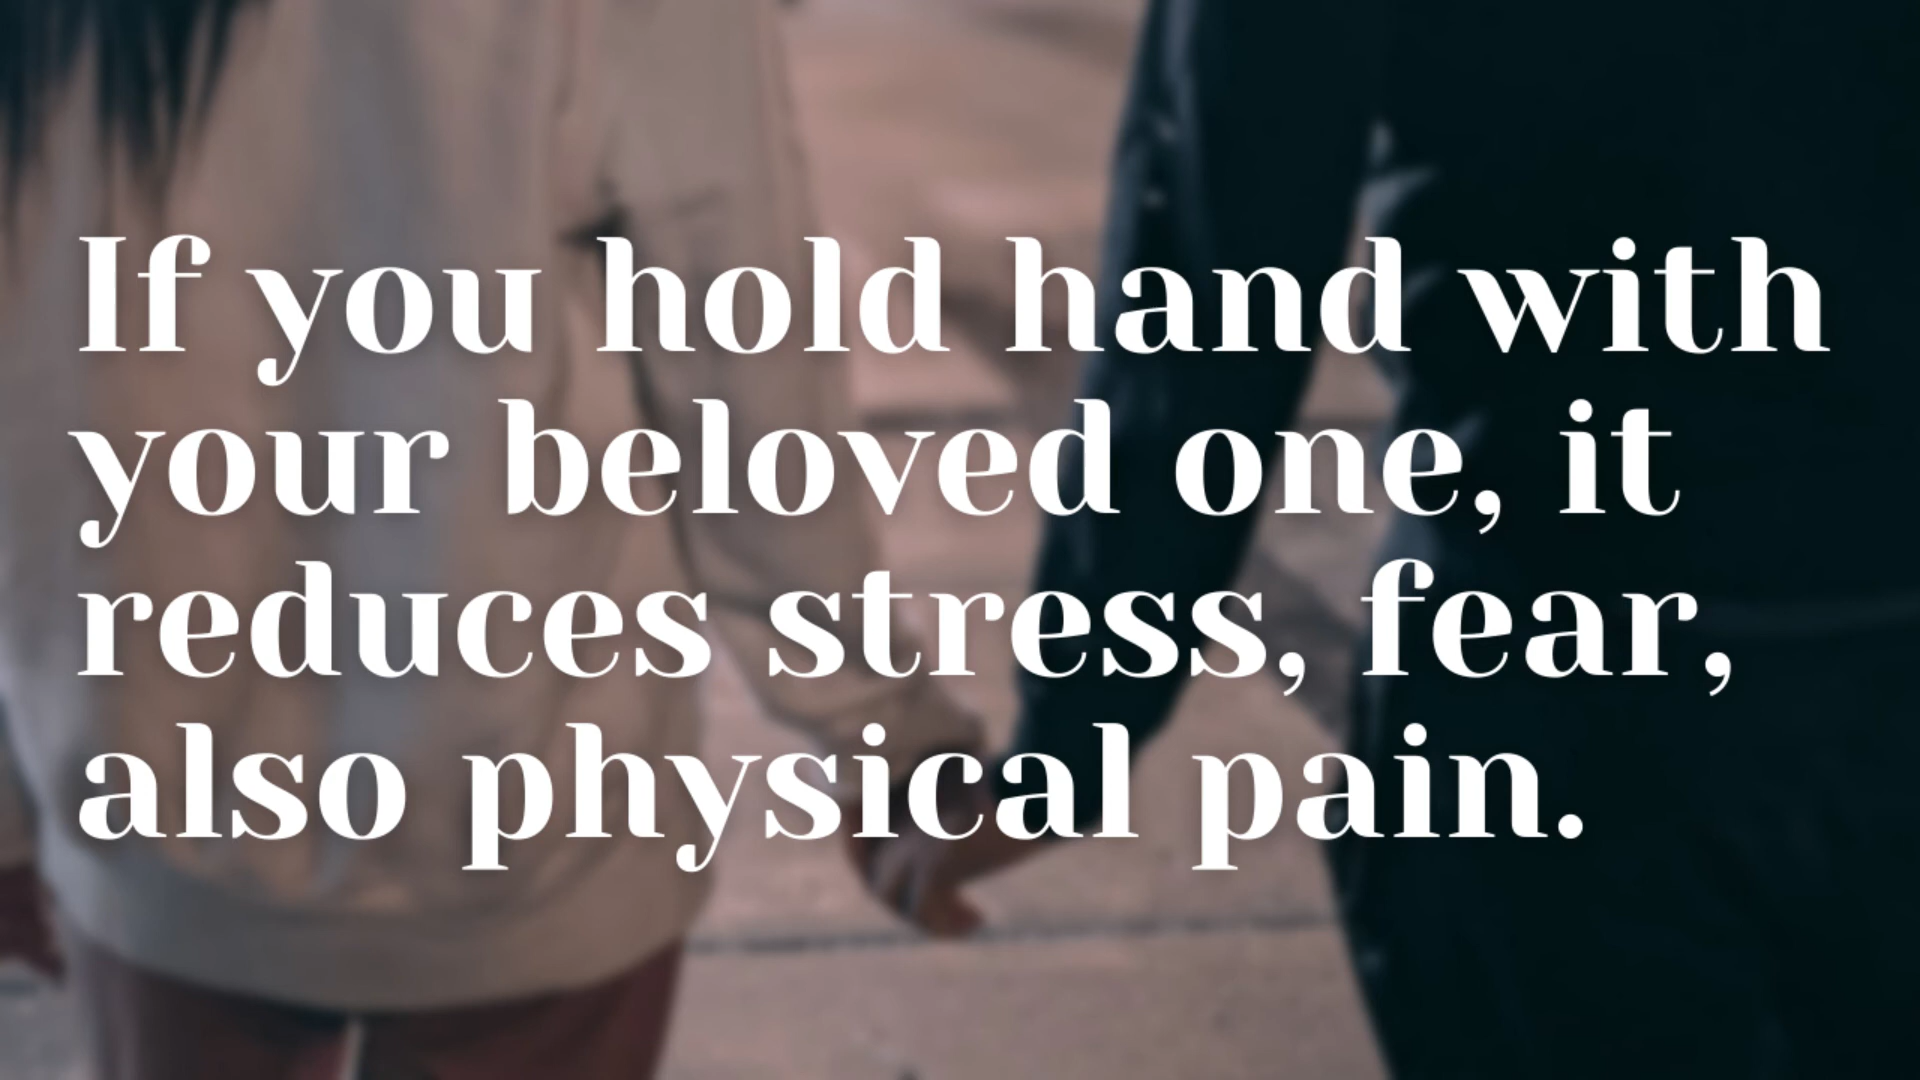 If you hold hand with
your beloved one, it
reduces stress, fear,
also physical pain.